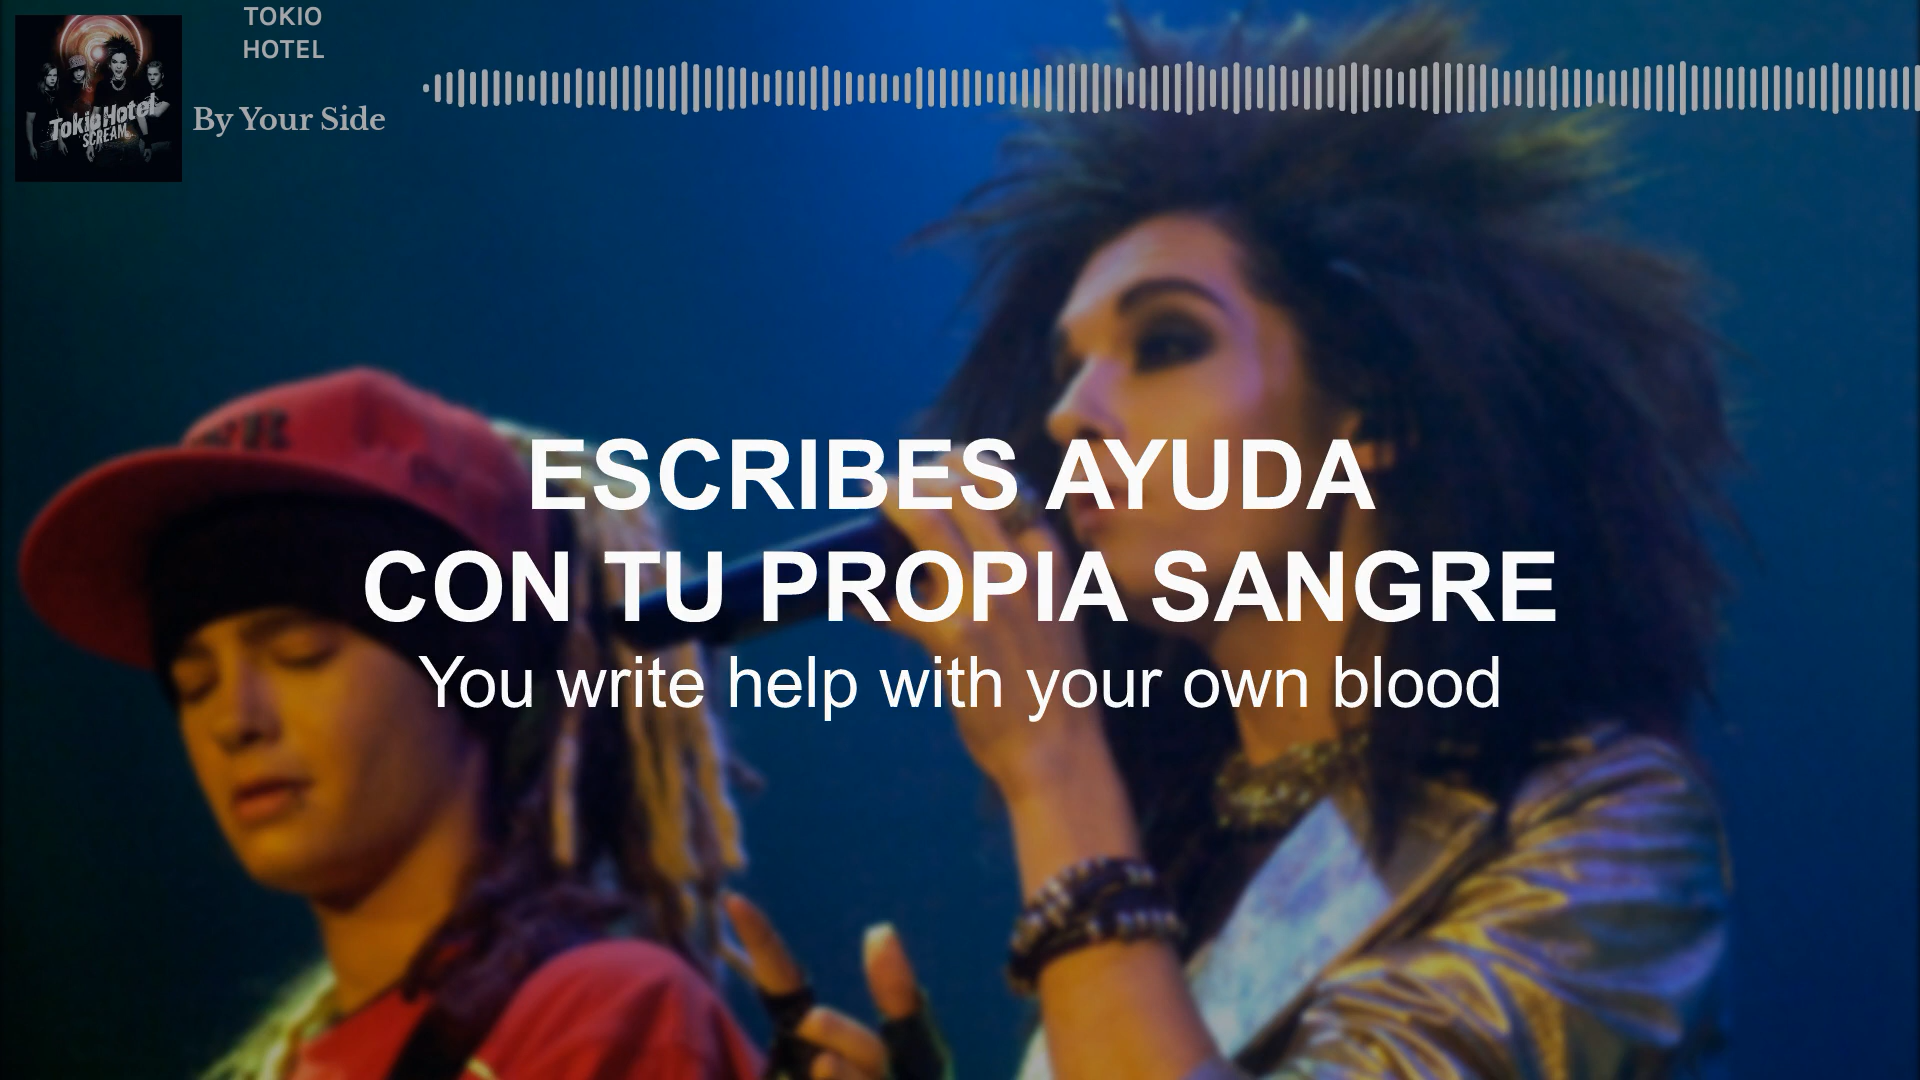 TOKIO
HOTEL
By Your Side
Tokio Hotel
SCREAM
ESCRIBES AYUDA
CON TU PROPIA SANGRE
You write help with your own blood